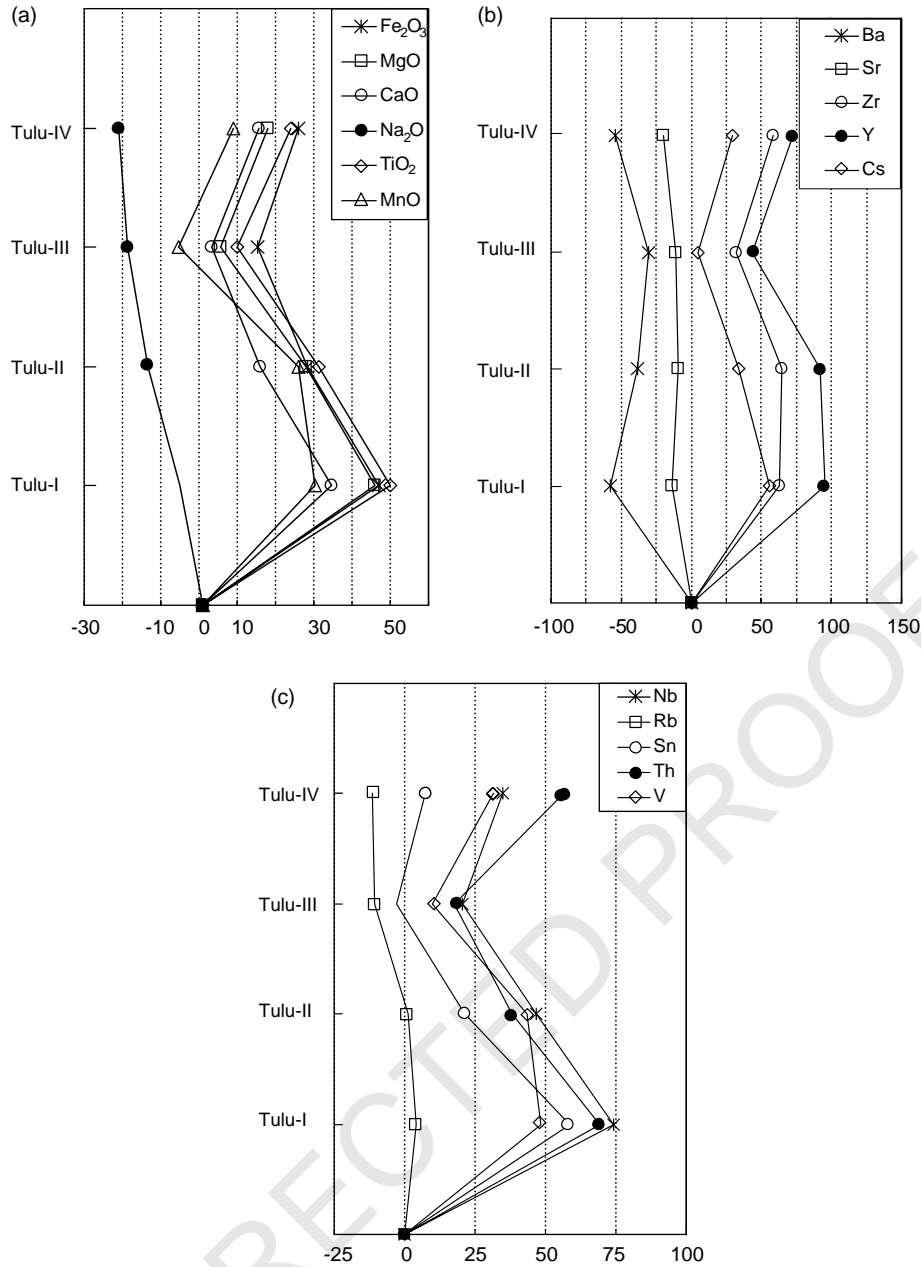 (a)
Fe₂O₃
MgO
CaO
Na₂O
TiO₂
MnO
Tulu-IV
Tulu-III
Tulu-II
Tulu-I
-30 -10 0 10 30 50
(b)
Ba
Sr
Zr
Y
Cs
Tulu-IV
Tulu-III
Tulu-II
Tulu-I
-100 -50 0 50 100 150
(c)
Nb
Rb
Sn
Th
V
Tulu-IV
Tulu-III
Tulu-II
Tulu-I
-25 0 25 50 75 100
RECTED PROOF